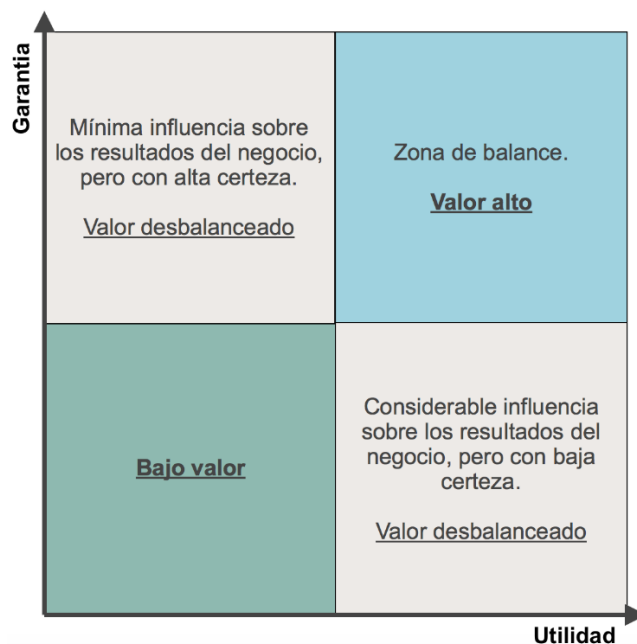 Garantia
Mínima influencia sobre
los resultados del negocio,
pero con alta certeza.
Valor desbalanceado
Zona de balance.
Valor alto
Bajo valor
Considerable influencia
sobre los resultados del
negocio, pero con baja
certeza.
Valor desbalanceado
Utilidad